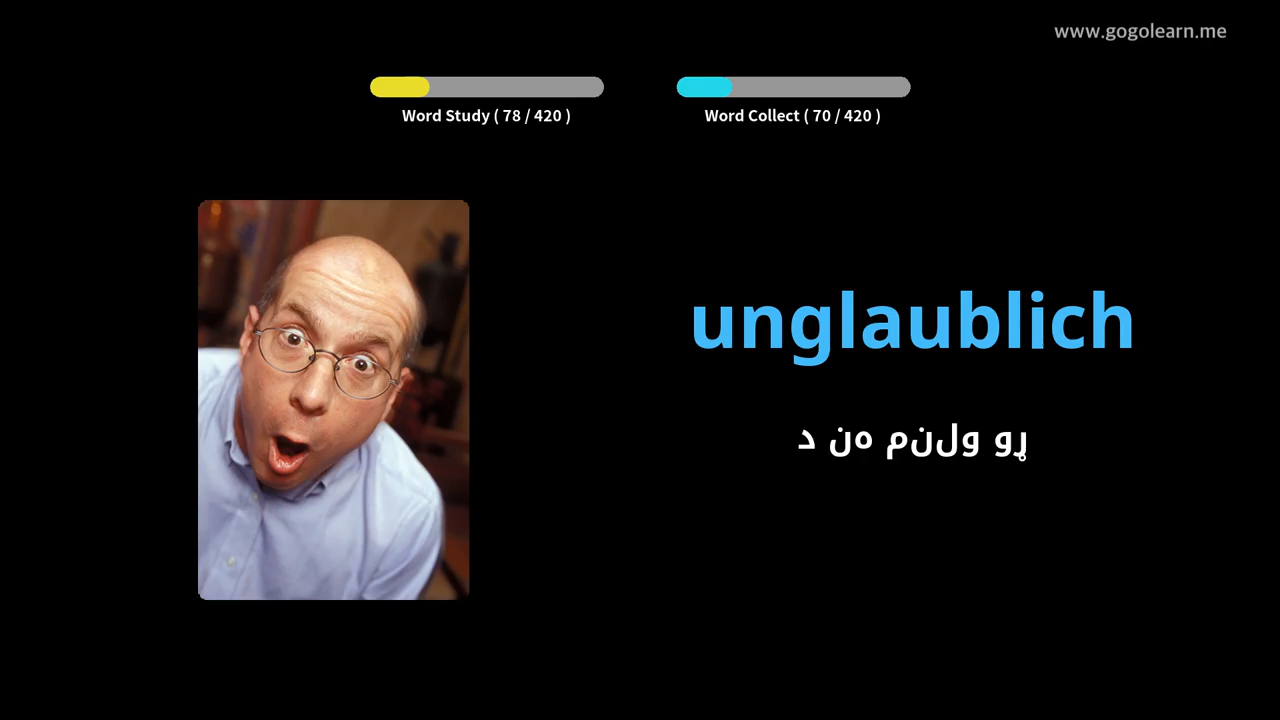 www.gogolearn.me
Word Study ( 78 / 420 )
Word Collect ( 70 / 420 )
unglaublich
د نه منلو وړ